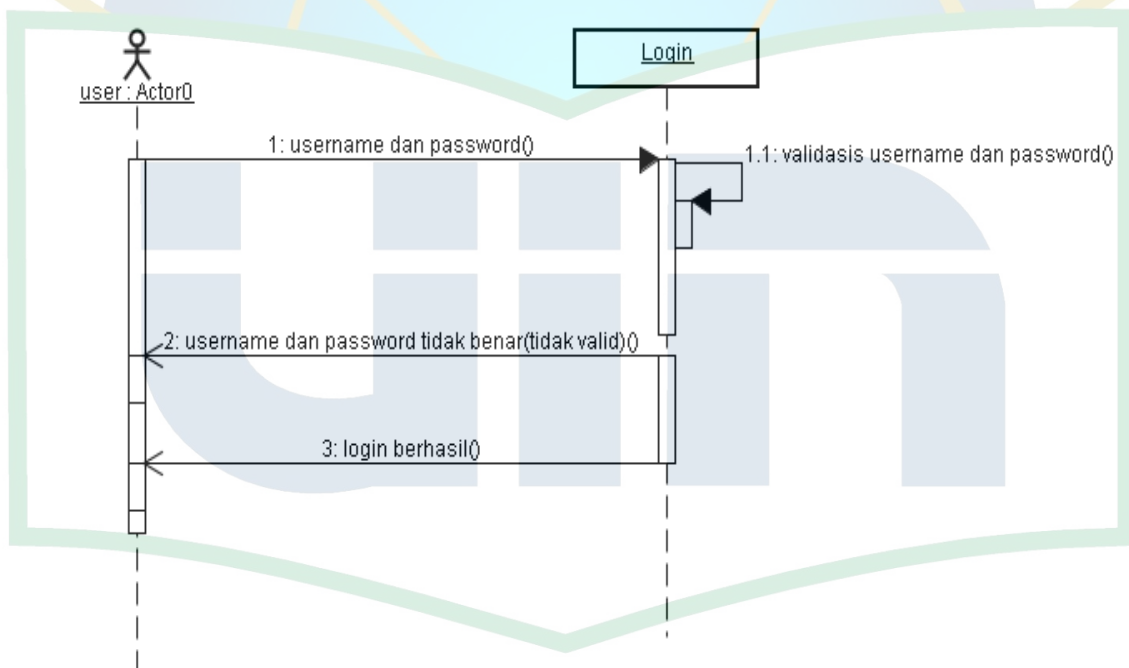 user : Actor0
Login
1: username dan password()
1.1: validasis username dan password()
2: username dan password tidak benar(tidak valid)()
3: login berhasil()
uin